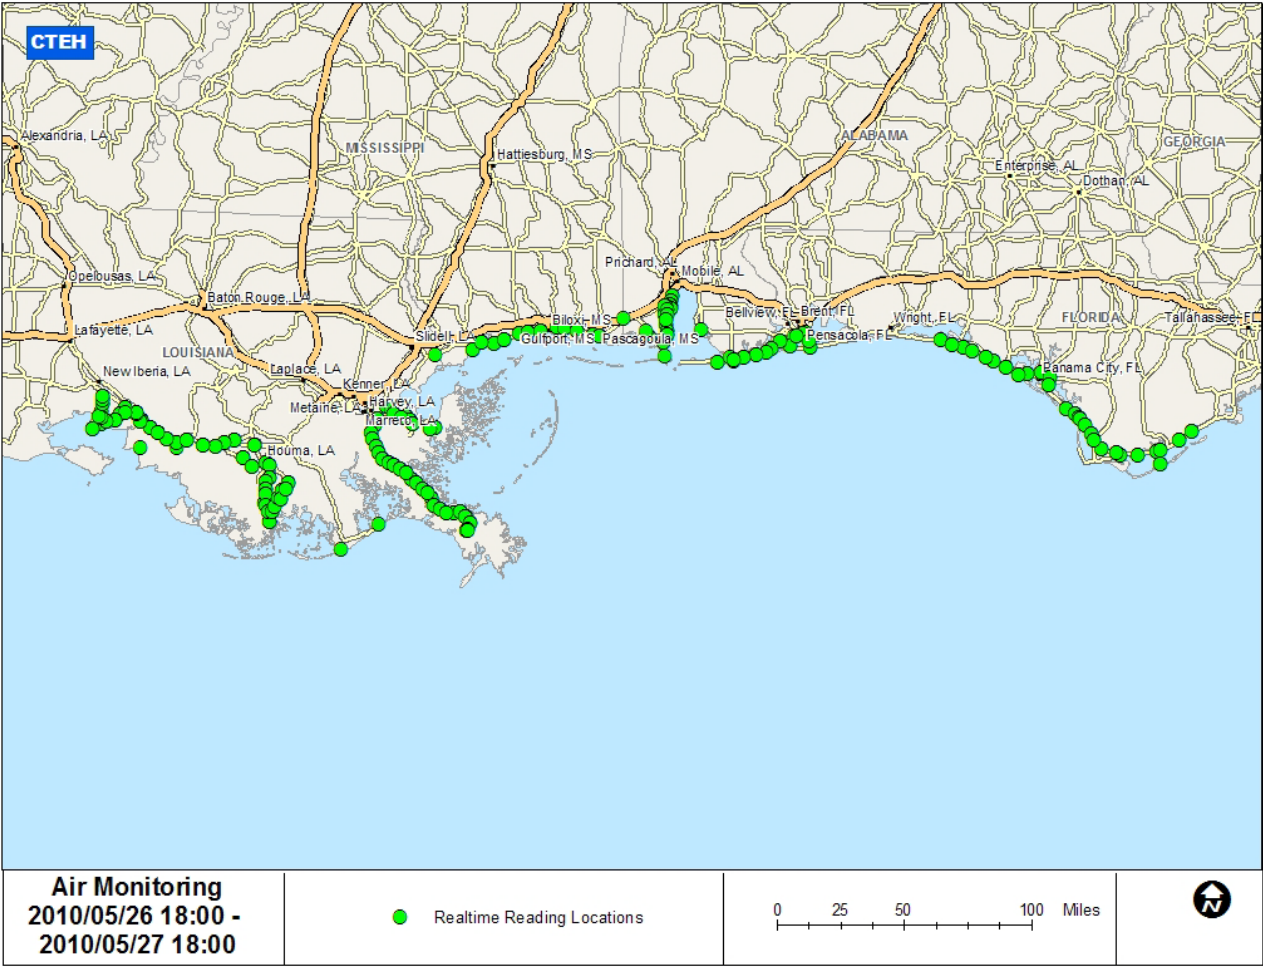 CTEH
Alexandria, LA
MISSISSIPPI
Hattiesburg, MS
ALABAMA
GEORGIA
Enterprise, AL
Dothan, AL
Opelousas, LA
Baton Rouge, LA
Prichard, AL
Mobile, AL
Lafayette, LA
LOUISIANA
Slidell, LA
Biloxi, MS
Gulfport, MS
Pascagoula, MS
Bellview, FL
Brent, FL
Pensacola, FL
Wright, FL
FLORIDA
Tallahassee, FL
New Iberia, LA
Laplace, LA
Kenner, LA
Metairie, LA
Harvey, LA
Marrero, LA
Panama City, FL
Houma, LA
Air Monitoring
2010/05/26 18:00 -
2010/05/27 18:00
Realtime Reading Locations
0 25 50 100 Miles
N